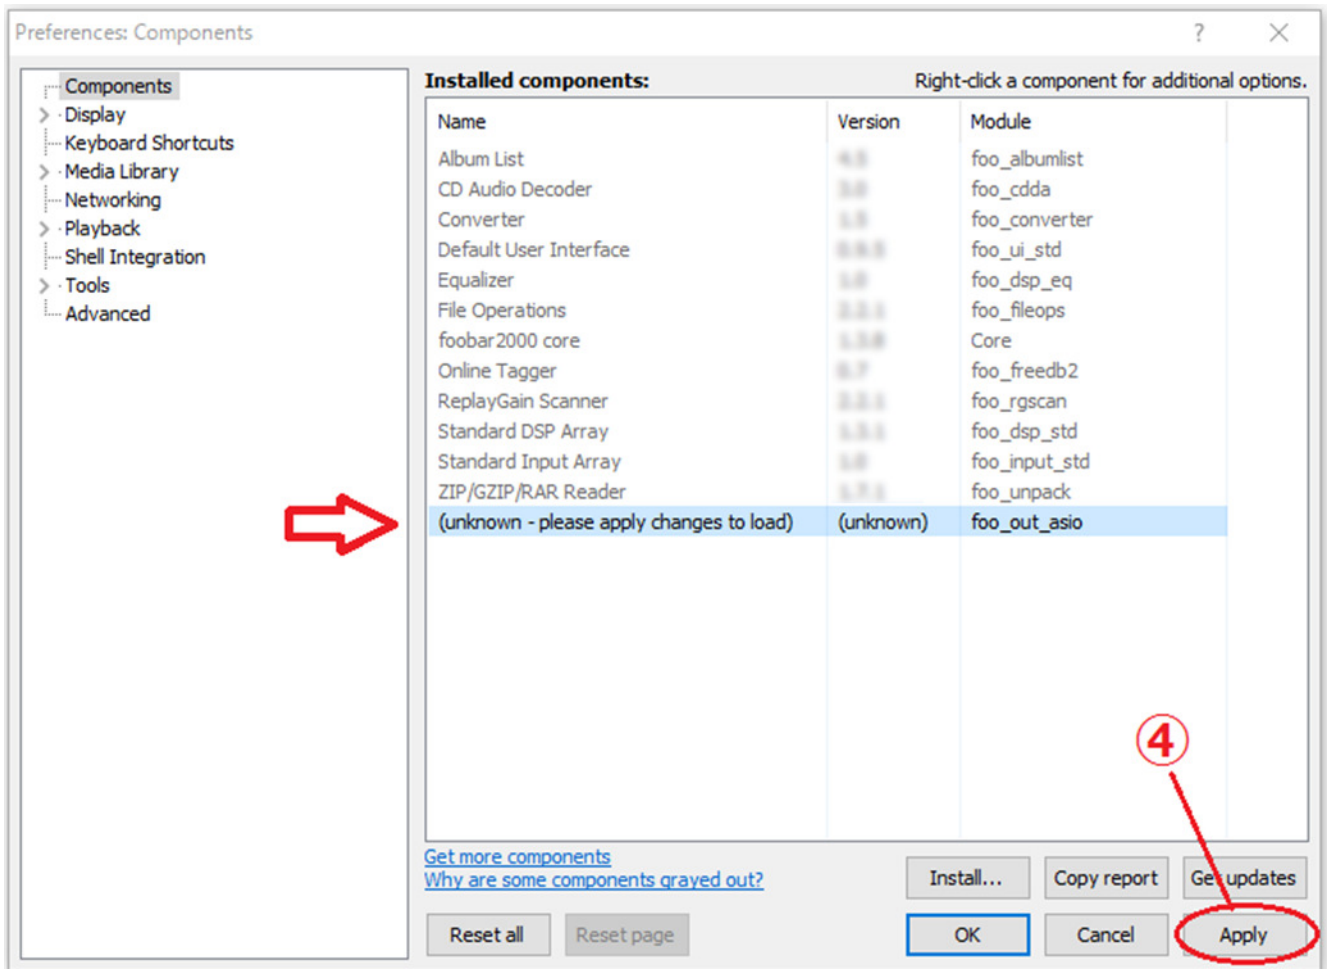 Preferences: Components
?
Components
Display
Keyboard Shortcuts
Media Library
Networking
Playback
Shell Integration
Tools
Advanced
Installed components: Right-click a component for additional options.
Name Version Module
Album List foo_albumlist
CD Audio Decoder foo_cdda
Converter foo_converter
Default User Interface foo_ui_std
Equalizer foo_dsp_eq
File Operations foo_fileops
foobar2000 core Core
Online Tagger foo_freedb2
ReplayGain Scanner foo_rgscan
Standard DSP Array foo_dsp_std
Standard Input Array foo_input_std
ZIP/GZIP/RAR Reader foo_unpack
(unknown - please apply changes to load) (unknown) foo_out_asio
④
Get more components
Why are some components grayed out?
Install... Copy report Get updates
Reset all Reset page OK Cancel Apply